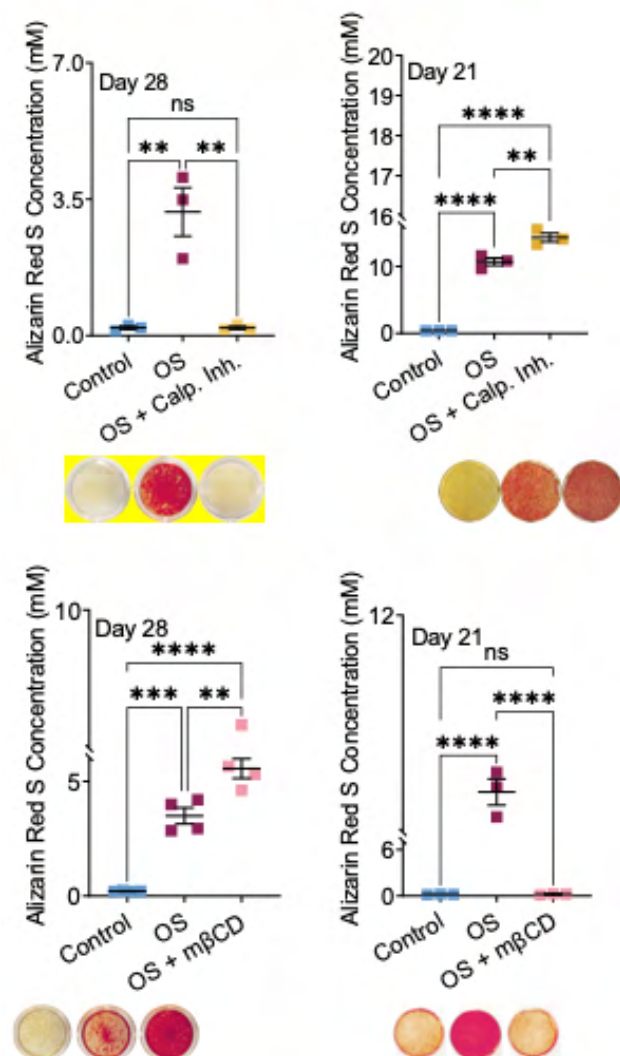 Alizarin Red S Concentration (mM)
7.0
3.5
0.0
Day 28
ns
** **
Control
OS
OS + Calp. Inh.
Alizarin Red S Concentration (mM)
20
19
18
17
16
10
0
Day 21
****
**
****
Control
OS
OS + Calp. Inh.
Alizarin Red S Concentration (mM)
10
5
0
Day 28
****
*** **
Control
OS
OS + mβCD
Alizarin Red S Concentration (mM)
12
6
0
Day 21
ns
****
****
Control
OS
OS + mβCD